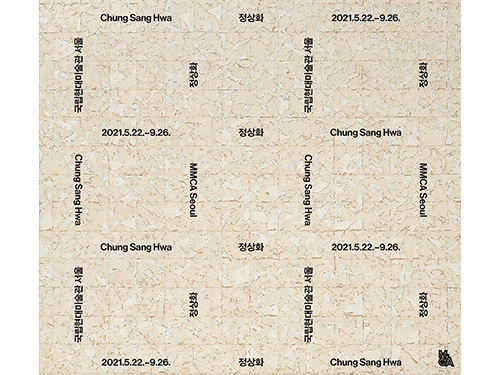 Chung Sang Hwa 정상화 2021.5.22.–9.26.
국립현대미술관 서울
정상화
국립현대미술관 서울
정상화
2021.5.22.–9.26. 정상화 Chung Sang Hwa
Chung Sang Hwa
MMCA Seoul
Chung Sang Hwa
MMCA Seoul
Chung Sang Hwa 정상화 2021.5.22.–9.26.
국립현대미술관 서울
정상화
국립현대미술관 서울
정상화
2021.5.22.–9.26. 정상화 Chung Sang Hwa
MMCA